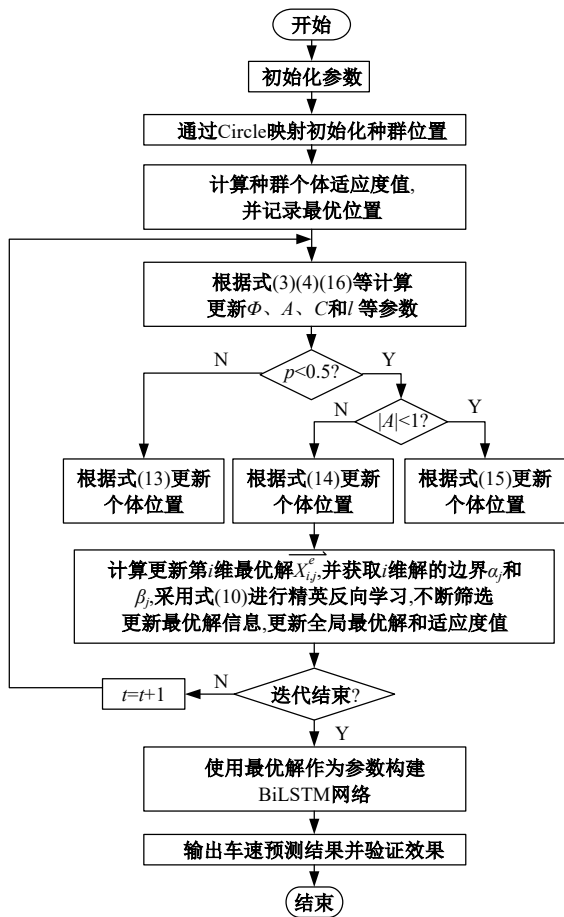 开始
初始化参数
通过Circle映射初始化种群位置
计算种群个体适应度值,
并记录最优位置
根据式(3)(4)(16)等计算
更新Φ、A、C和l 等参数
N
p<0.5?
Y
N
|A|<1?
Y
根据式(13)更新
个体位置
根据式(14)更新
个体位置
根据式(15)更新
个体位置
计算更新第i维最优解$\overrightarrow{X_{i,j}^{e}}$,并获取i维解的边界αj和
βj,采用式(10)进行精英反向学习,不断筛选
更新最优解信息,更新全局最优解和适应度值
t=t+1
N
迭代结束?
Y
使用最优解作为参数构建
BiLSTM网络
输出车速预测结果并验证效果
结束